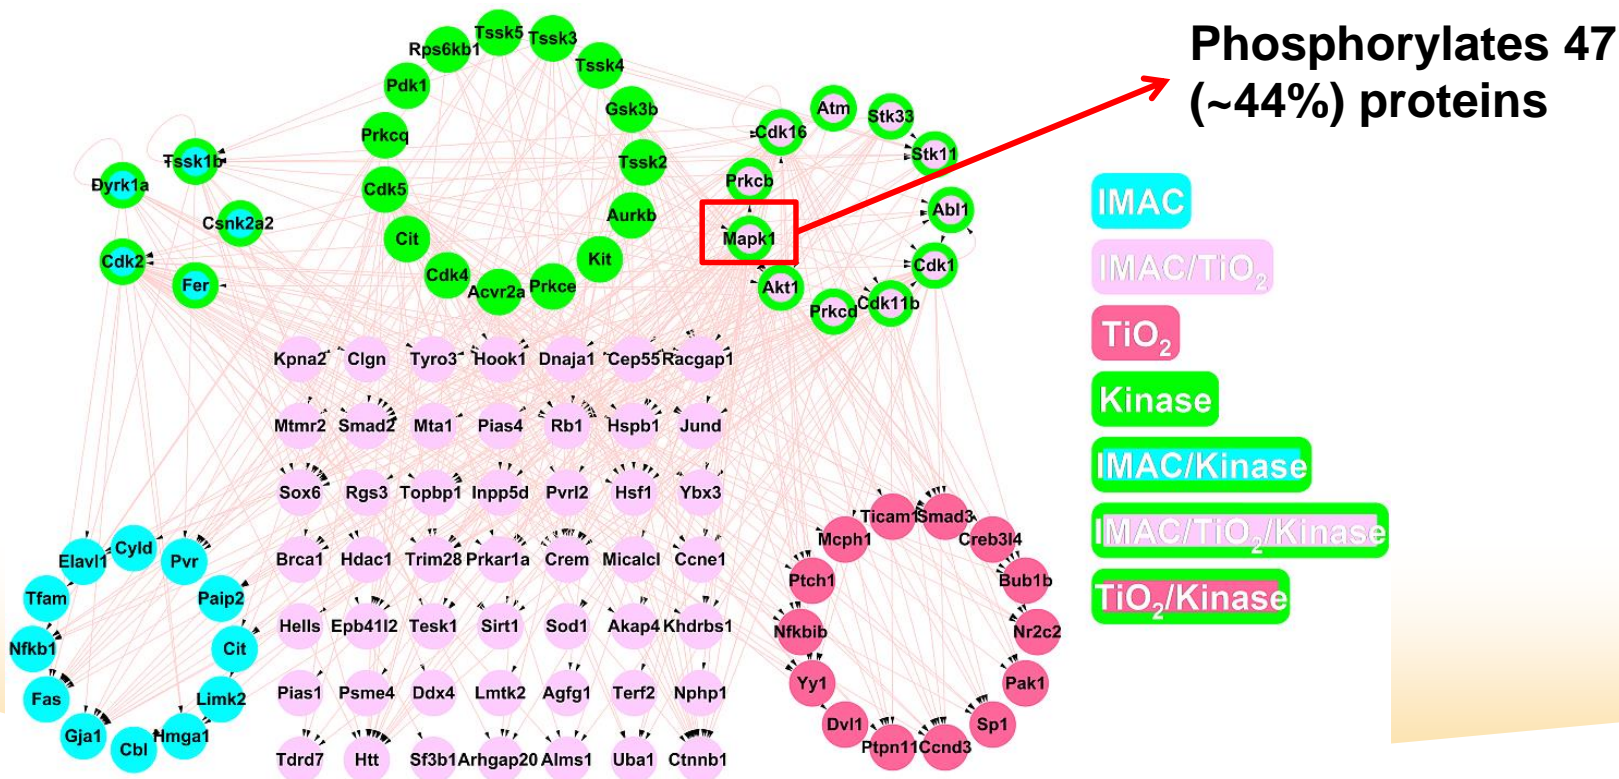 Phosphorylates 47
(~44%) proteins
Tssk5
Tssk3
Rps6kb1
Tssk4
Pdk1
Gsk3b
Prkcq
Tssk2
Cdk5
Aurkb
Cit
Kit
Cdk4
Acvr2a
Prkce
Tssk1b
Dyrk1a
Csnk2a2
Cdk2
Fer
Atm
Stk33
Cdk16
Stk11
Prkcb
Abl1
Mapk1
Cdk1
Akt1
Prkcd
Cdk11b
IMAC
IMAC/TiO2
TiO2
Kinase
IMAC/Kinase
IMAC/TiO2/Kinase
TiO2/Kinase
Kpna2 Clgn Tyro3 Hook1 Dnaja1 Cep55 Racgap1
Mtmr2 Smad2 Mta1 Pias4 Rb1 Hspb1 Jund
Sox6 Rgs3 Topbp1 Inpp5d Pvrl2 Hsf1 Ybx3
Brca1 Hdac1 Trim28 Prkar1a Crem Micalcl Ccne1
Hells Epb41l2 Tesk1 Sirt1 Sod1 Akap4 Khdrbs1
Pias1 Psme4 Ddx4 Lmtk2 Agfg1 Terf2 Nphp1
Tdrd7 Htt Sf3b1 Arhgap20 Alms1 Uba1 Ctnnb1
Cyld
Elavl1
Pvr
Tfam
Paip2
Nfkb1
Cit
Fas
Limk2
Gja1
Cbl
Hmga1
Ticam1
Smad3
Mcph1
Creb3l4
Ptch1
Bub1b
Nfkbib
Nr2c2
Yy1
Pak1
Dvl1
Sp1
Ptpn11
Ccnd3